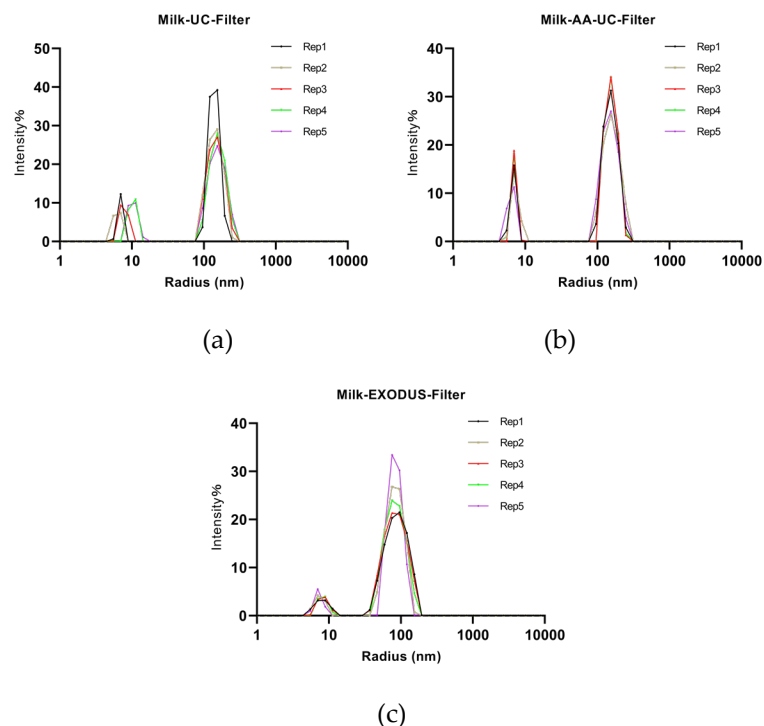 Milk-UC-Filter
Rep1
Rep2
Rep3
Rep4
Rep5
50
40
30
20
10
0
Intensity%
1 10 100 1000 10000
Radius (nm)
(a)
Milk-AA-UC-Filter
Rep1
Rep2
Rep3
Rep4
Rep5
40
30
20
10
0
Intensity%
1 10 100 1000 10000
Radius (nm)
(b)
Milk-EXODUS-Filter
Rep1
Rep2
Rep3
Rep4
Rep5
40
30
20
10
0
Intensity%
1 10 100 1000 10000
Radius (nm)
(c)